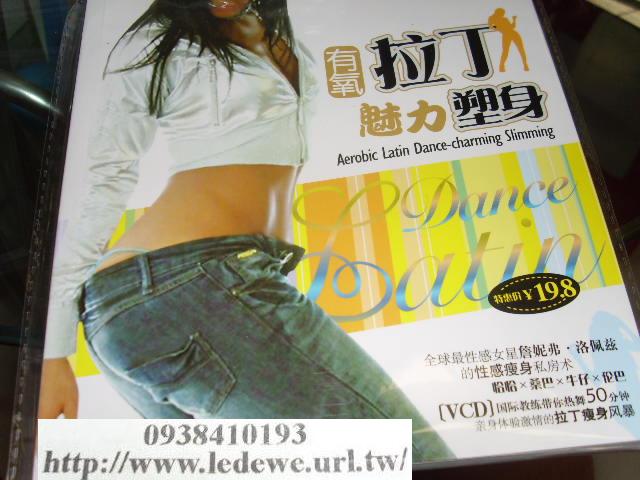 有氧 拉丁
魅力 塑身
Aerobic Latin Dance-charming Slimming
Dance
Latin
特惠价 ¥ 19.8
全球最性感女星詹妮弗·洛佩兹
的性感瘦身私房术
恰恰×桑巴×牛仔×伦巴
[VCD] 国际教练带你热舞50分钟
亲身体验激情的拉丁瘦身风暴
0938410193
http://www.ledewe.url.tw/